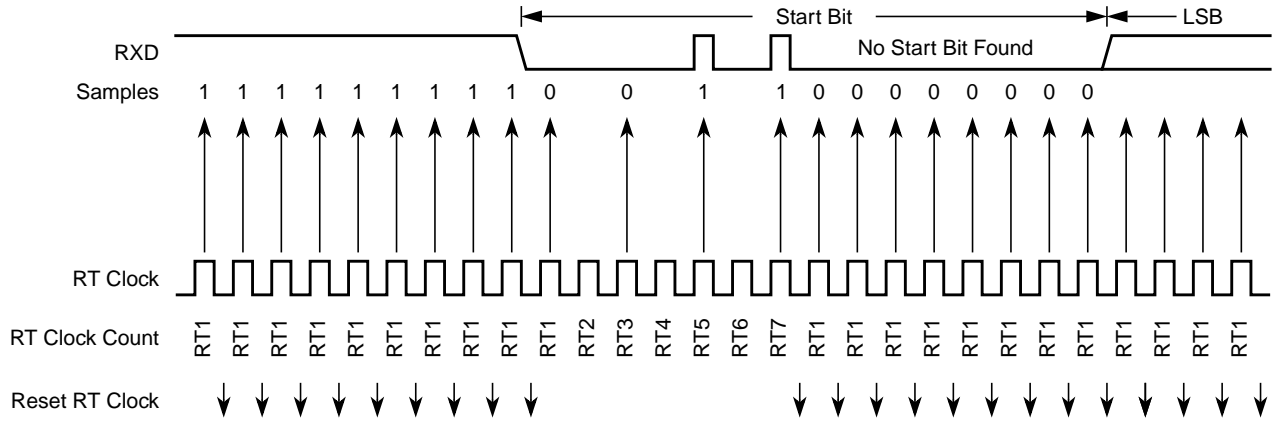 Start Bit LSB
RXD No Start Bit Found
Samples 1 1 1 1 1 1 1 1 1 0 0 1 1 0 0 0 0 0 0 0 0
RT Clock
RT Clock Count RT1 RT1 RT1 RT1 RT1 RT1 RT1 RT1 RT1 RT1 RT2 RT3 RT4 RT5 RT6 RT7 RT1 RT1 RT1 RT1 RT1 RT1 RT1 RT1 RT1 RT1 RT1 RT1
Reset RT Clock